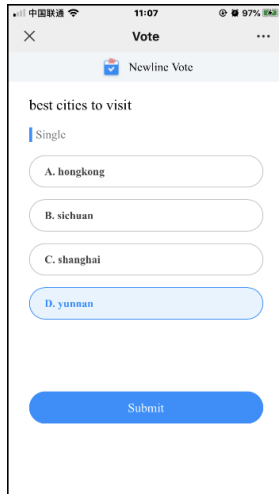 中国联通 11:07 97%
Vote
Newline Vote
best cities to visit
Single
A. hongkong
B. sichuan
C. shanghai
D. yunnan
Submit